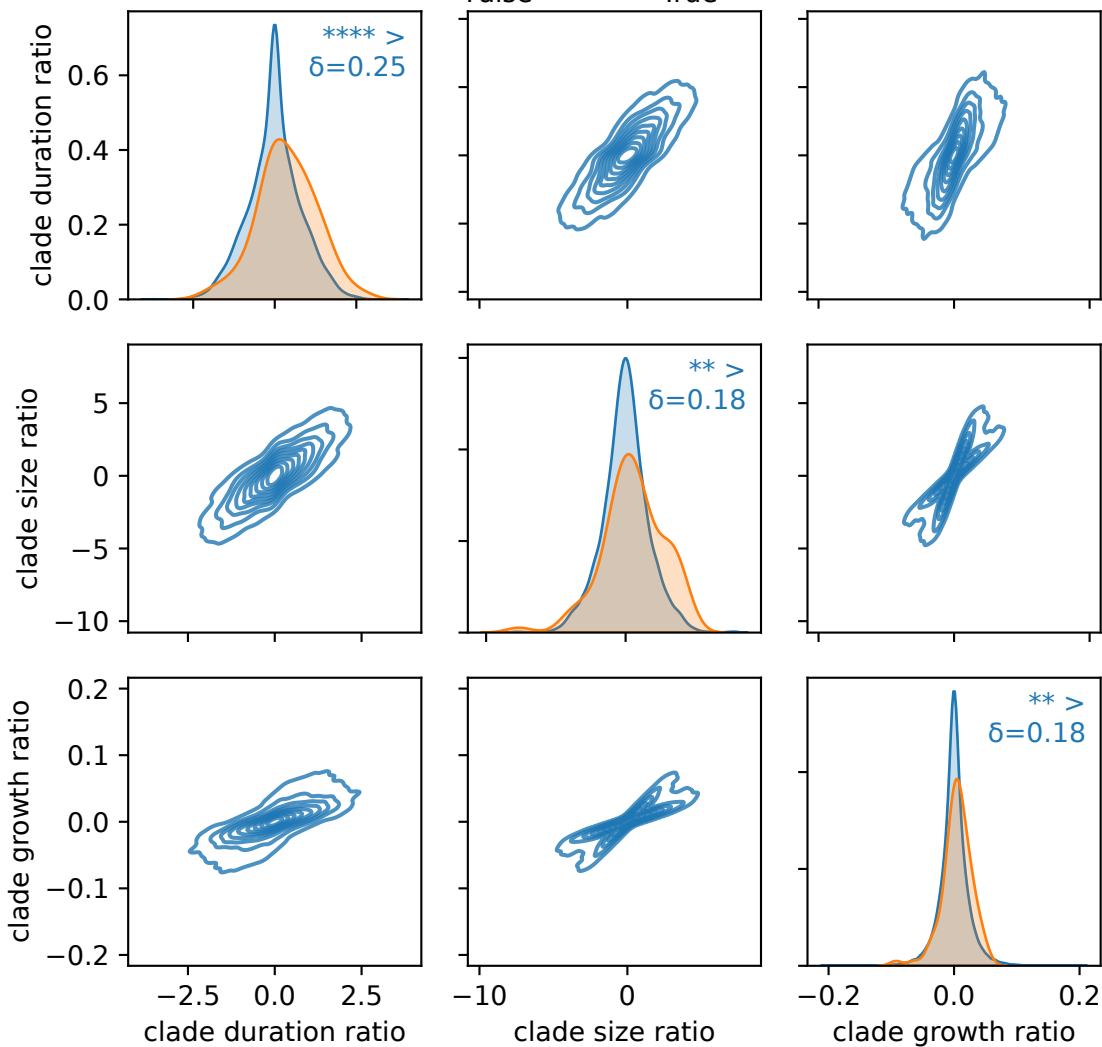 clade duration ratio
0.6
0.4
0.2
0.0
**** >
δ=0.25
clade size ratio
5
0
−5
−10
** >
δ=0.18
clade growth ratio
0.2
0.1
0.0
−0.1
−0.2
** >
δ=0.18
−2.5 0.0 2.5
−10 0
−0.2 0.0 0.2
clade duration ratio
clade size ratio
clade growth ratio